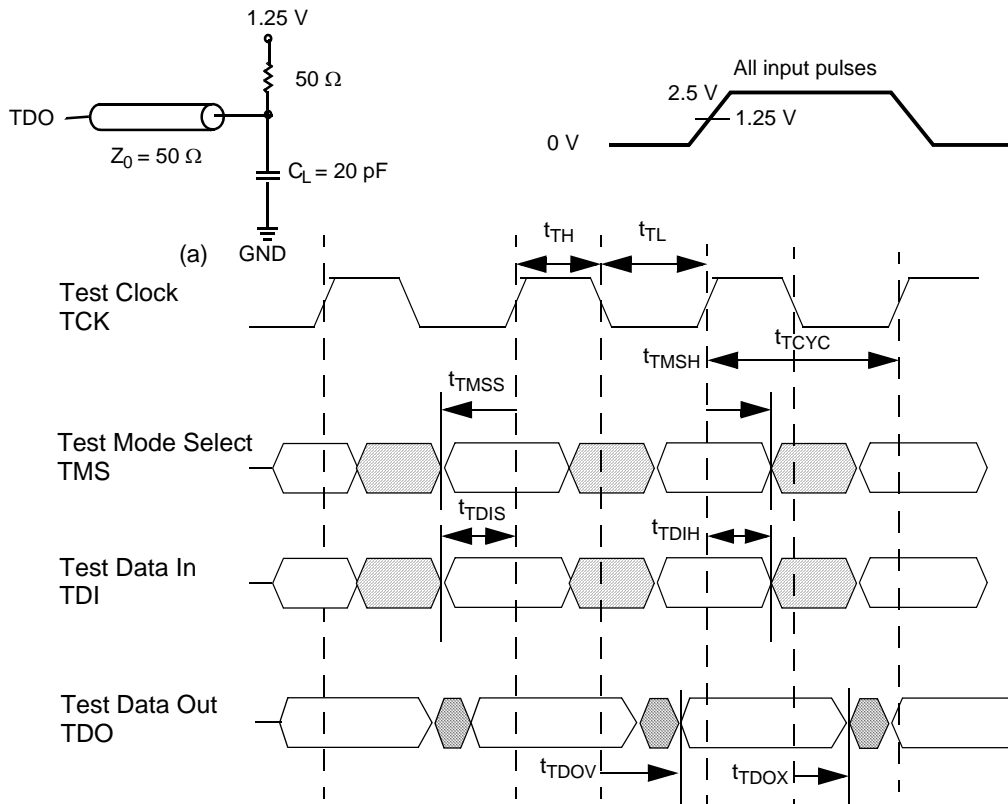 1.25 V
50 Ω
TDO
Z0 = 50 Ω
CL = 20 pF
(a)
GND
All input pulses
2.5 V
1.25 V
0 V
tTH
tTL
Test Clock
TCK
tTCYC
tTMSH
tTMSS
Test Mode Select
TMS
tTDIS
tTDIH
Test Data In
TDI
Test Data Out
TDO
tTDOV
tTDOX